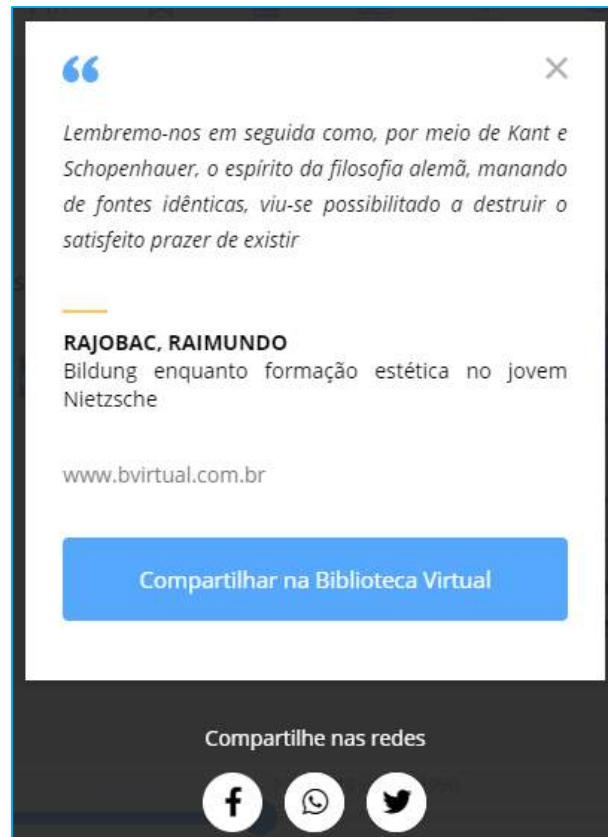 “
Lembremo-nos em seguida como, por meio de Kant e
Schopenhauer, o espírito da filosofia alemã, manando
de fontes idênticas, viu-se possibilitado a destruir o
satisfeito prazer de existir
RAJOBAC, RAIMUNDO
Bildung enquanto formação estética no jovem
Nietzsche
www.bvirtual.com.br
Compartilhar na Biblioteca Virtual
Compartilhe nas redes